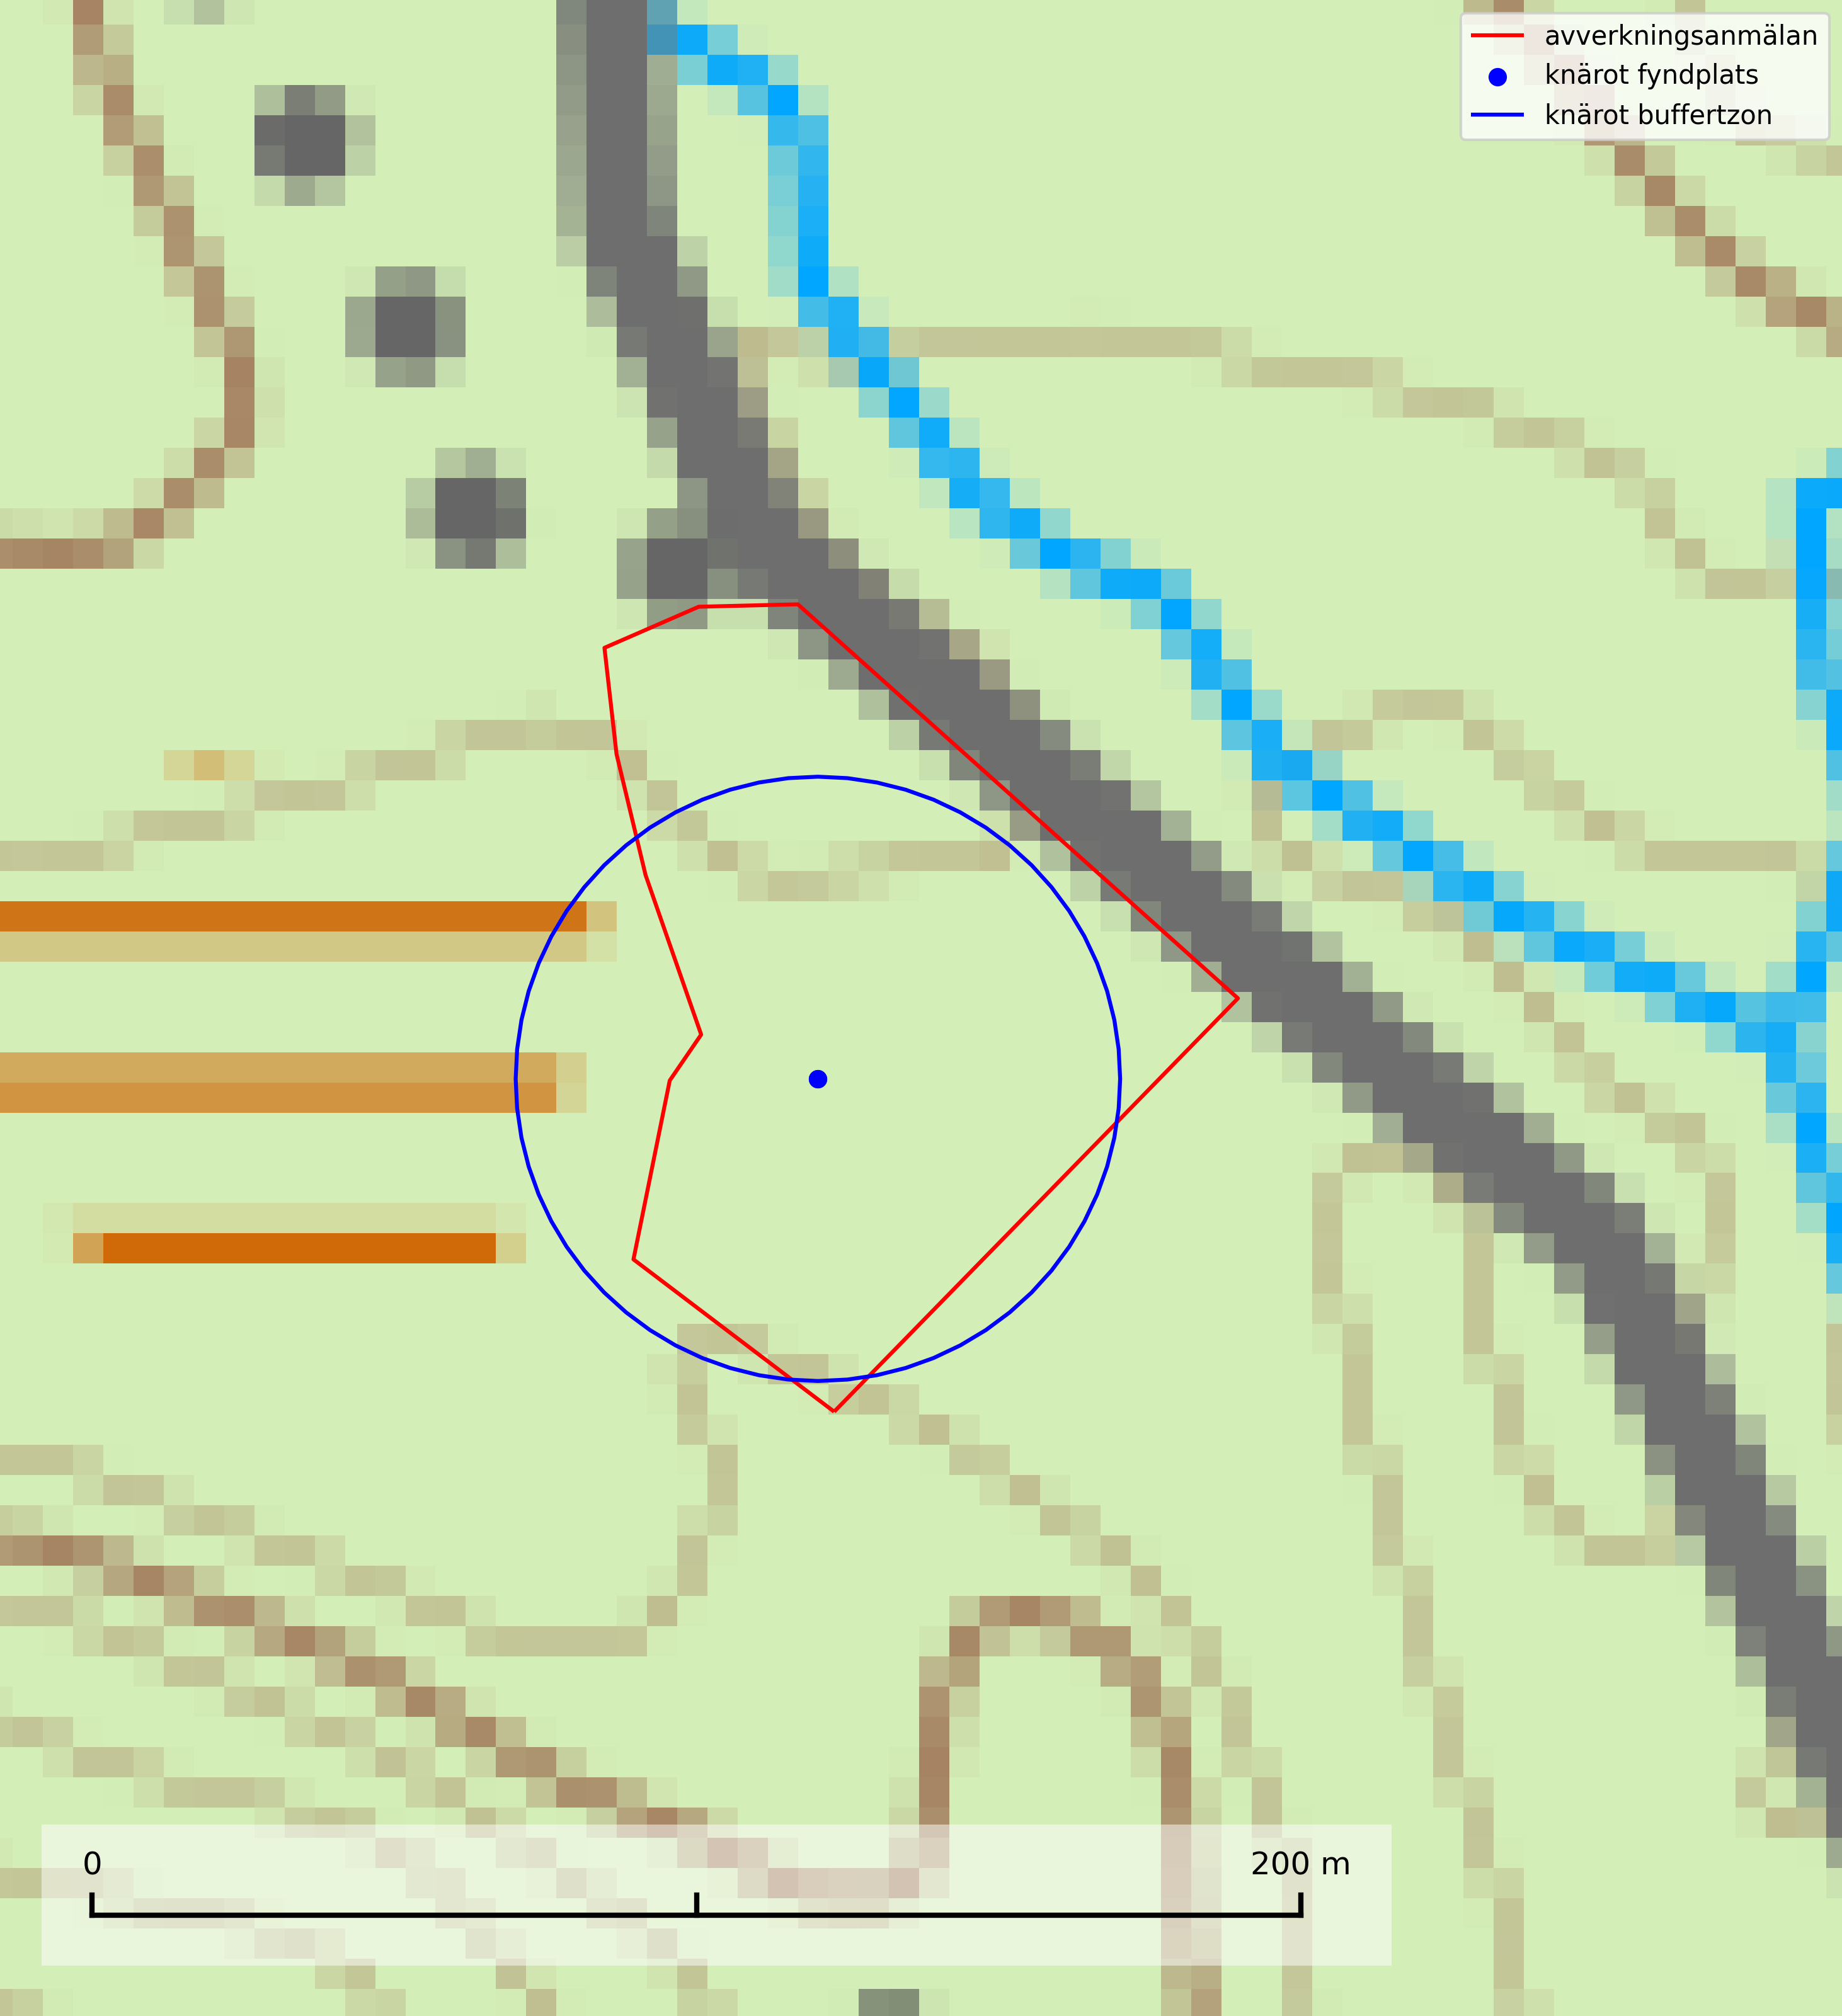 avverkningsanmälan
knärot fyndplats
knärot buffertzon
0
200 m